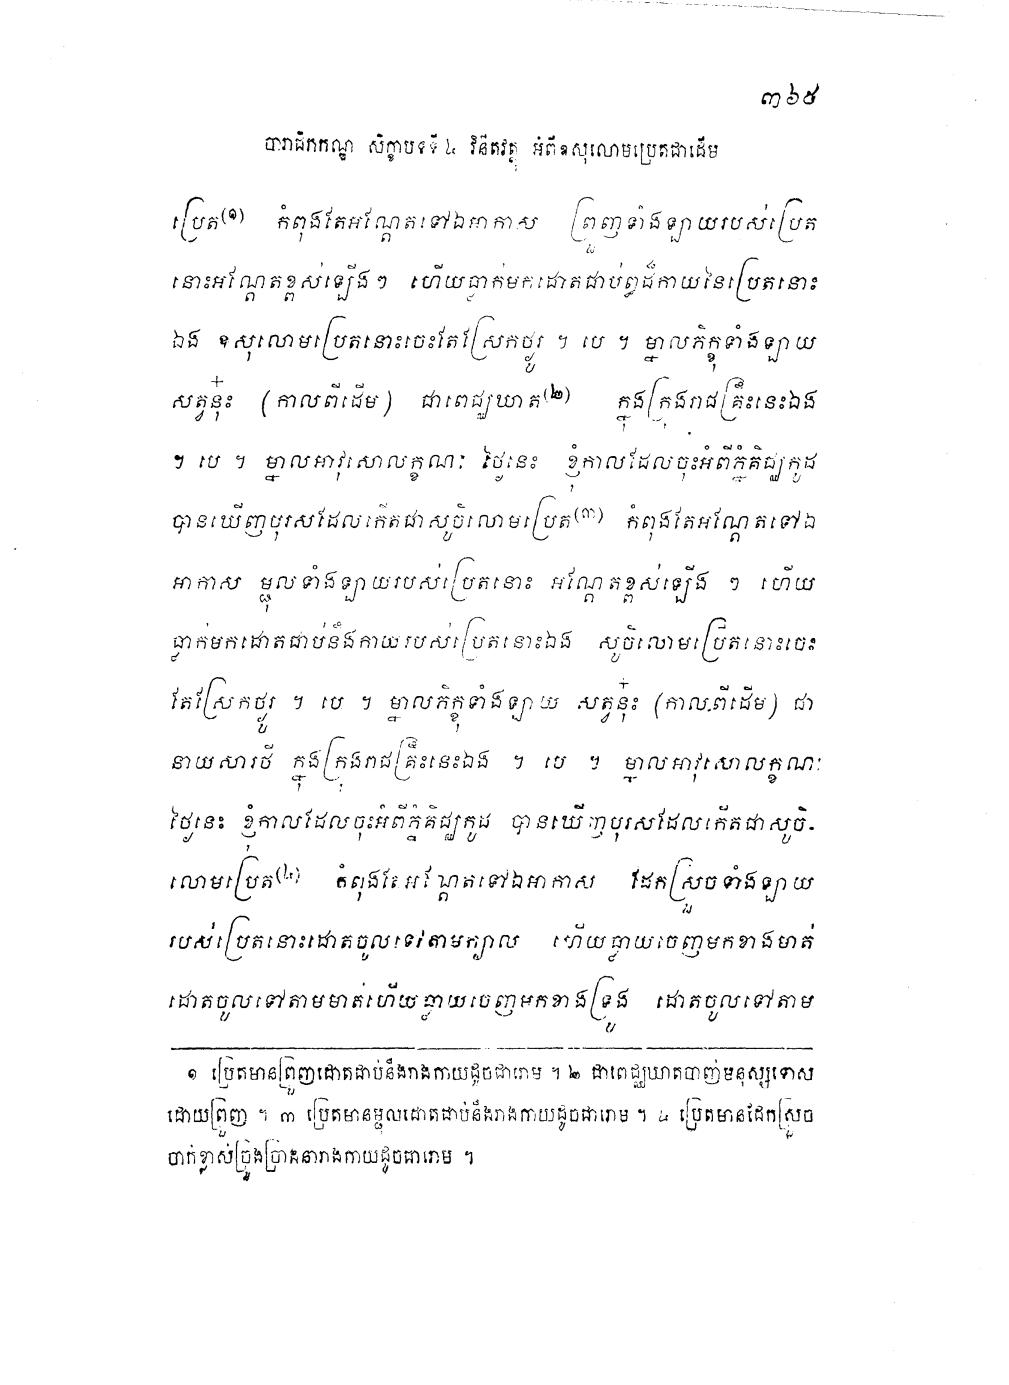 ៣៦៥
បារាជិកកណ្ឌ សិក្ខាបទទី ៤ វិនីតវត្ថុ អំពីឧសុលោមប្រេតជាដើម
ប្រេត(១) កំពុងតែអណ្តែតទៅឯអាកាស ព្រួញទាំងឡាយរបស់ប្រេត
នោះអណ្តែតខ្ពស់ឡើងៗ ហើយធ្លាក់មកដោតជាប់ព្ធដ៏កាយនៃប្រេតនោះ
ឯង ឧសុលោមប្រេតនោះចេះតែស្រែកថ្ងូរ ។ បេ ។ ម្នាលភិក្ខុទាំងឡាយ
សត្វនុ៎ះ (កាលពីដើម) ជាពេជ្ឈឃាត(២) ក្នុងក្រុងរាជគ្រឹះនេះឯង
។ បេ ។ ម្នាលអាវុសោលក្ខណៈ ថ្ងៃនេះ ខ្ញុំកាលដែលចុះអំពីភ្នំគិជ្ឈកូដ
បានឃើញបុរសដែលកើតជាសូចិលោមប្រេត(៣) កំពុងតែអណ្តែតទៅឯ
អាកាស ម្ជុលទាំងឡាយរបស់ប្រេតនោះ អណ្តែតខ្ពស់ឡើង ៗ ហើយ
ធ្លាក់មកដោតជាប់នឹងកាយរបស់ប្រេតនោះឯង សូចិលោមប្រេតនោះចេះ
តែស្រែកថ្ងូរ ។ បេ ។ ម្នាលភិក្ខុទាំងឡាយ សត្វនុ៎ះ (កាលពីដើម) ជា
នាយសារថី ក្នុងក្រុងរាជគ្រឹះនេះឯង ។ បេ ។ ម្នាលអាវុសោលក្ខណៈ
ថ្ងៃនេះ ខ្ញុំកាលដែលចុះអំពីភ្នំគិជ្ឈកូដ បានឃើញបុរសដែលកើតជាសូចិ-
លោមប្រេត(៤) កំពុងតែអណ្តែតទៅឯអាកាស ដែកស្រួចទាំងឡាយ
របស់ប្រេតនោះដោតចូលទៅតាមក្បាល ហើយធ្លាយចេញមកខាងមាត់
ដោតចូលទៅតាមមាត់ហើយធ្លាយចេញមកខាងទ្រូង ដោតចូលទៅតាម
១ ប្រេតមានព្រួញដោតជាប់នឹងរាងកាយដូចជារោម ។ ២ ជាពេជ្ឈឃាតបាញ់មនុស្សទោស
ដោយព្រួញ ។ ៣ ប្រេតមានម្ជុលដោតជាប់នឹងរាងកាយដូចជារោម ។ ៤ ប្រេតមានដែកស្រួច
បាក់ខ្លាស់ច្រូងច្រាងនារាងកាយដូចជារោម ។